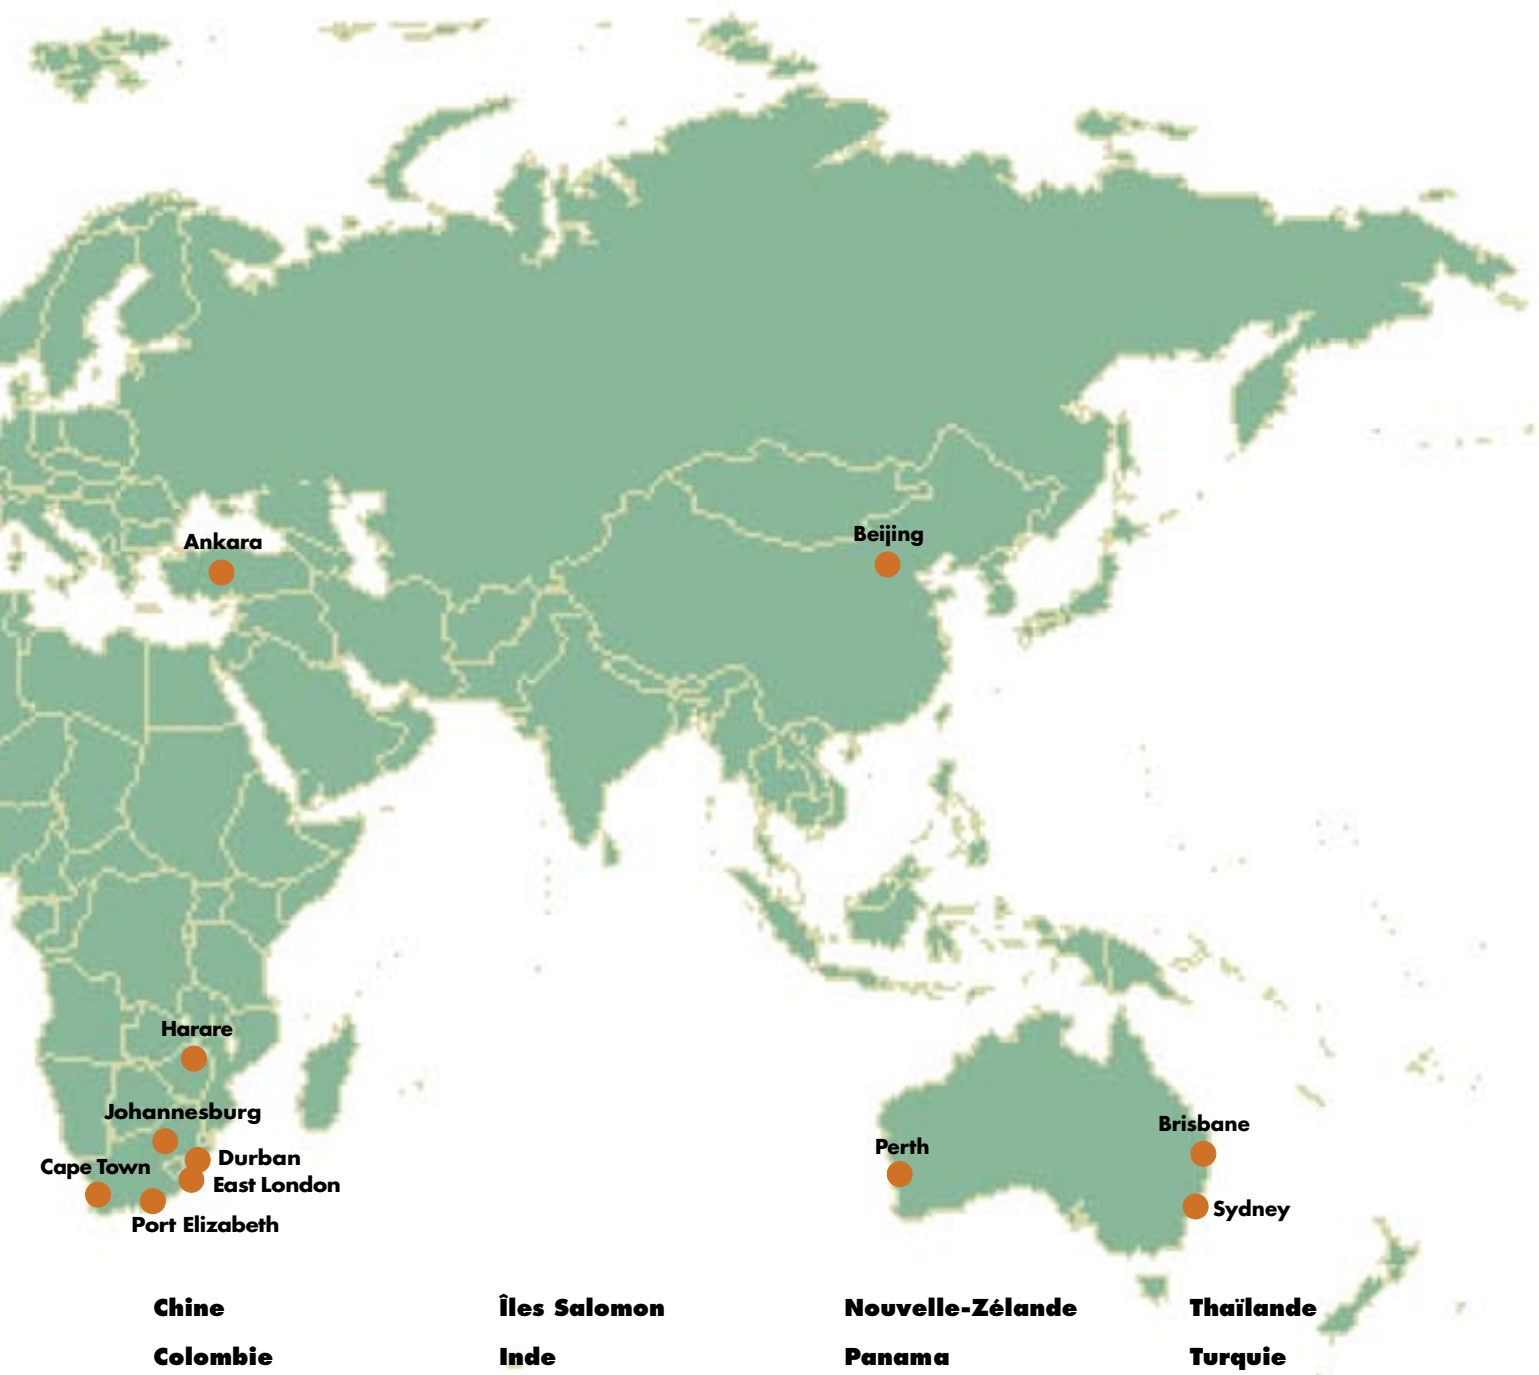 Beijing
Ankara
Harare
Johannesburg
Brisbane
Perth
Durban
Cape Town
East London
Sydney
Port Elizabeth
Chine Îles Salomon Nouvelle-Zélande Thaïlande
Colombie Inde Panama Turquie